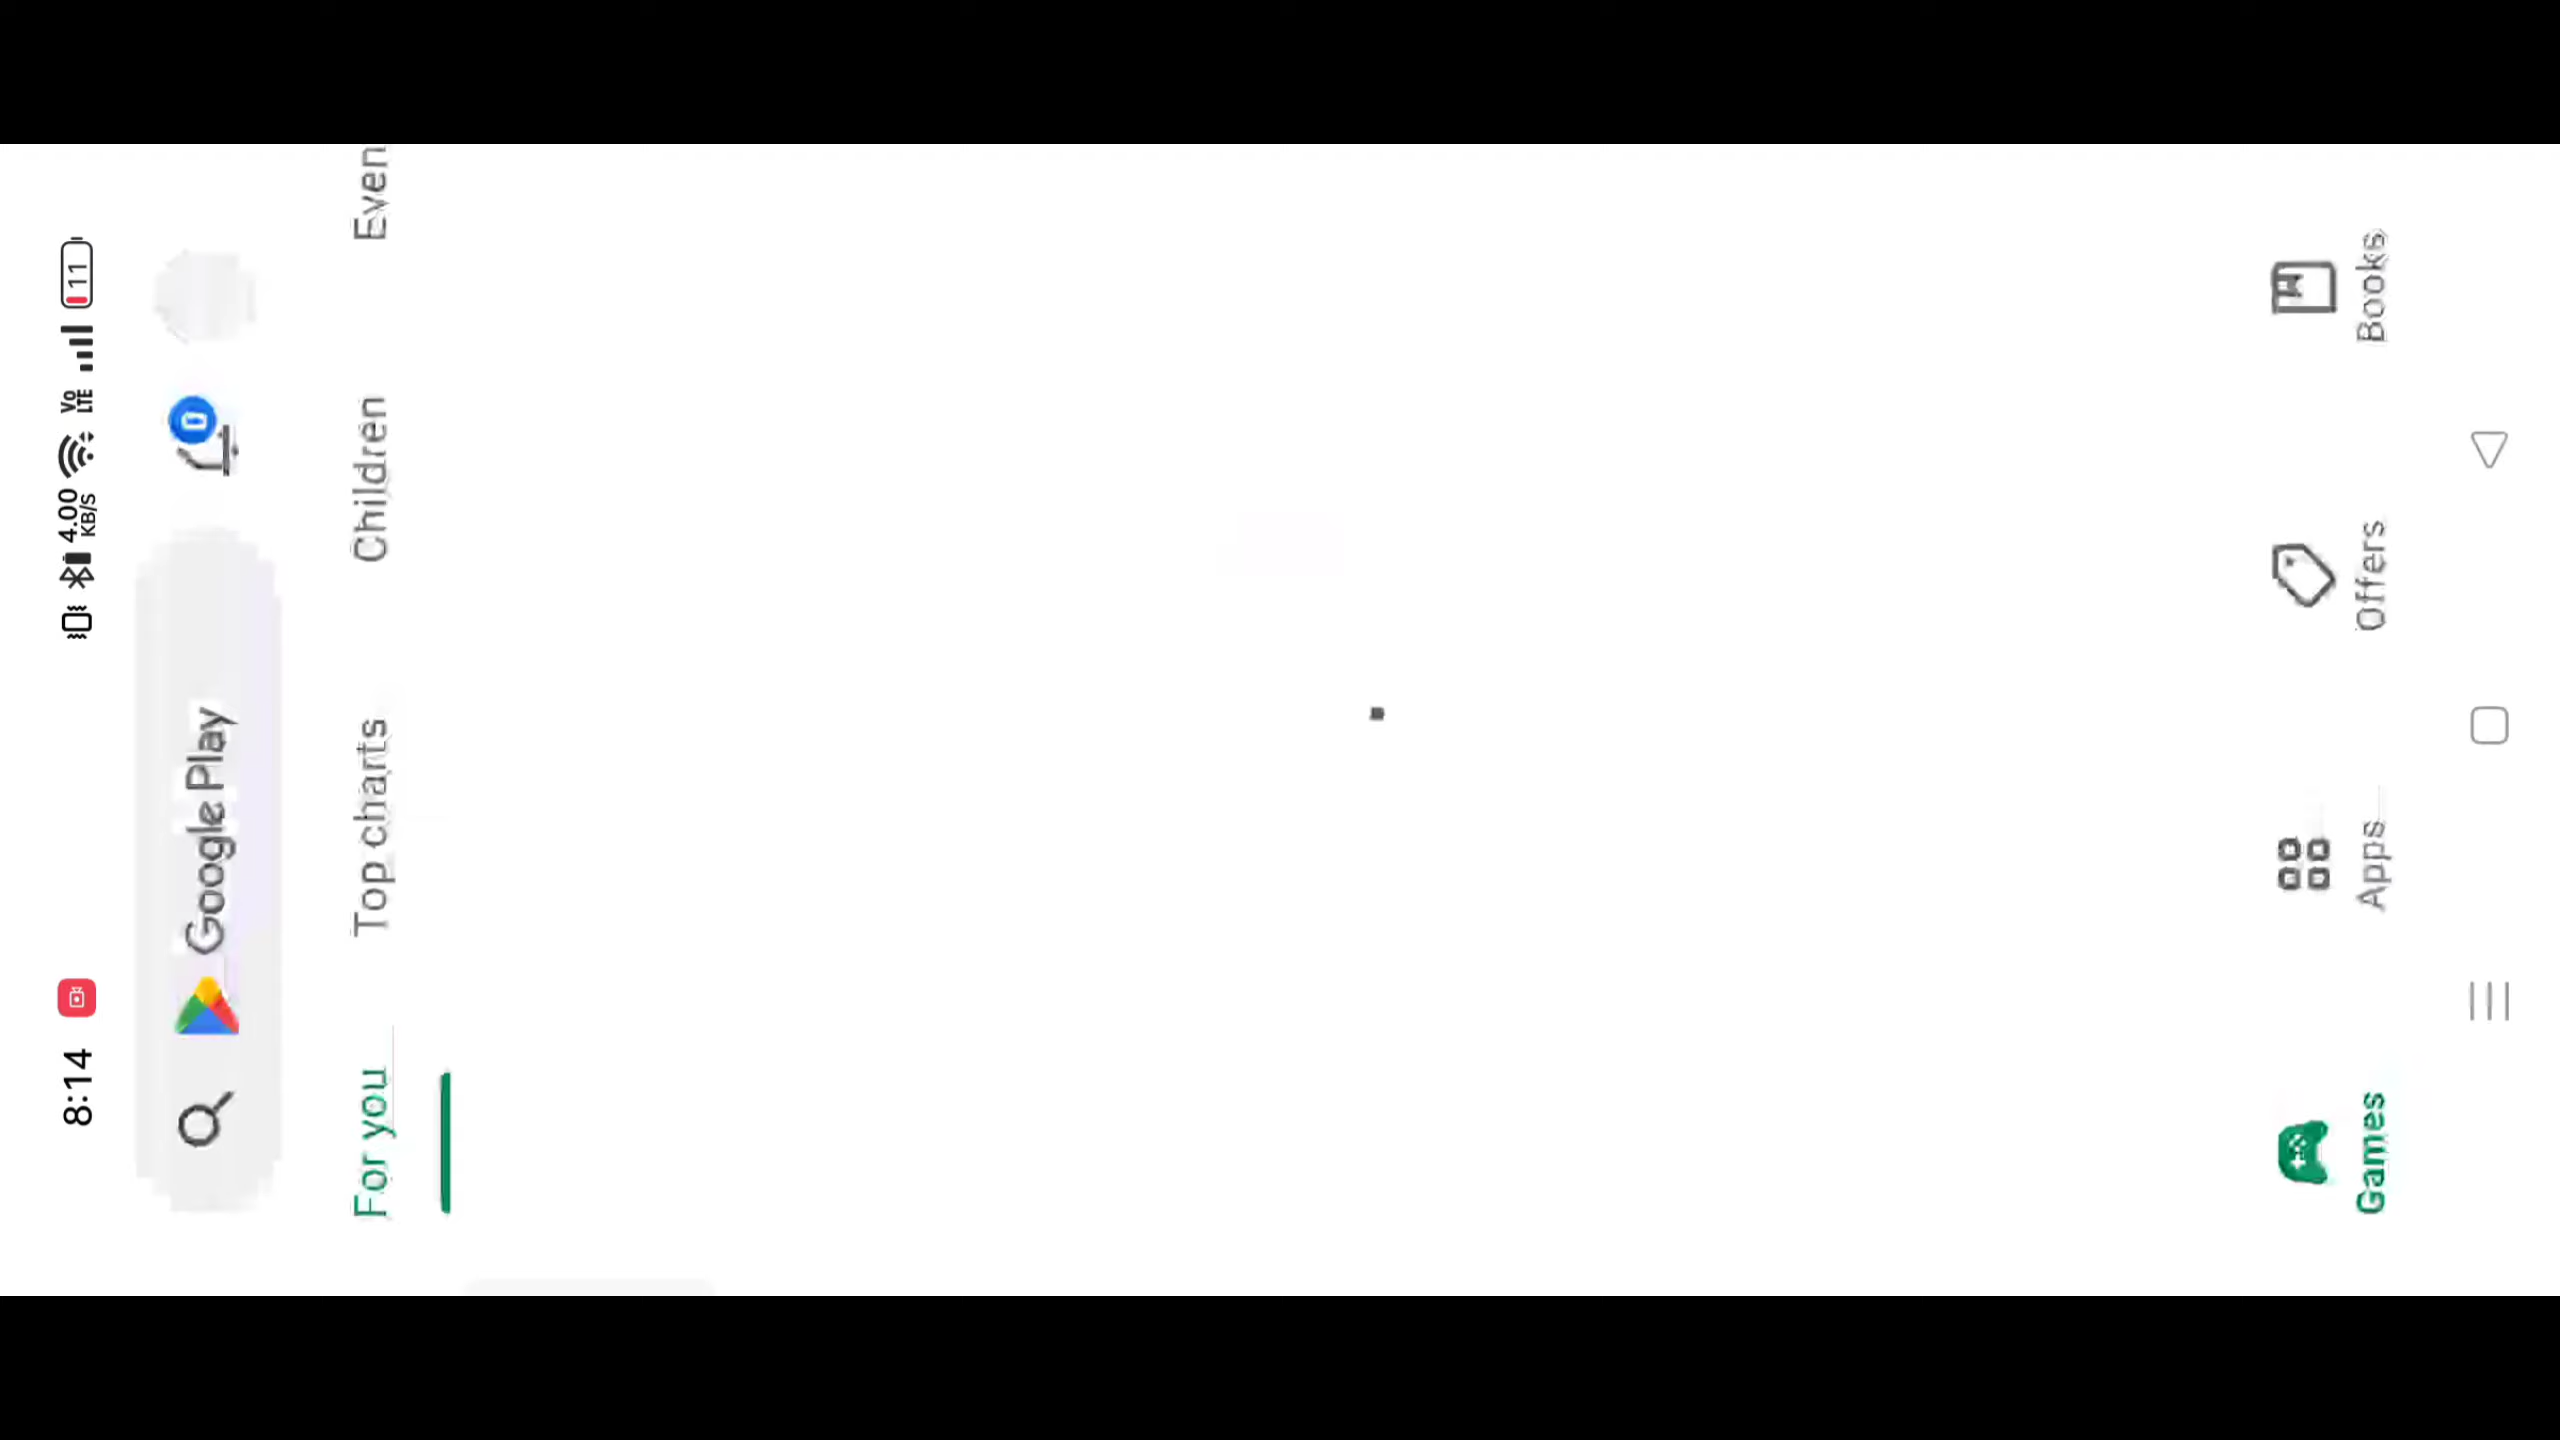 8:14 4.00 KB/S Vo LTE 11
Google Play 0
For you Top charts Children Even
Games Apps Offers Books